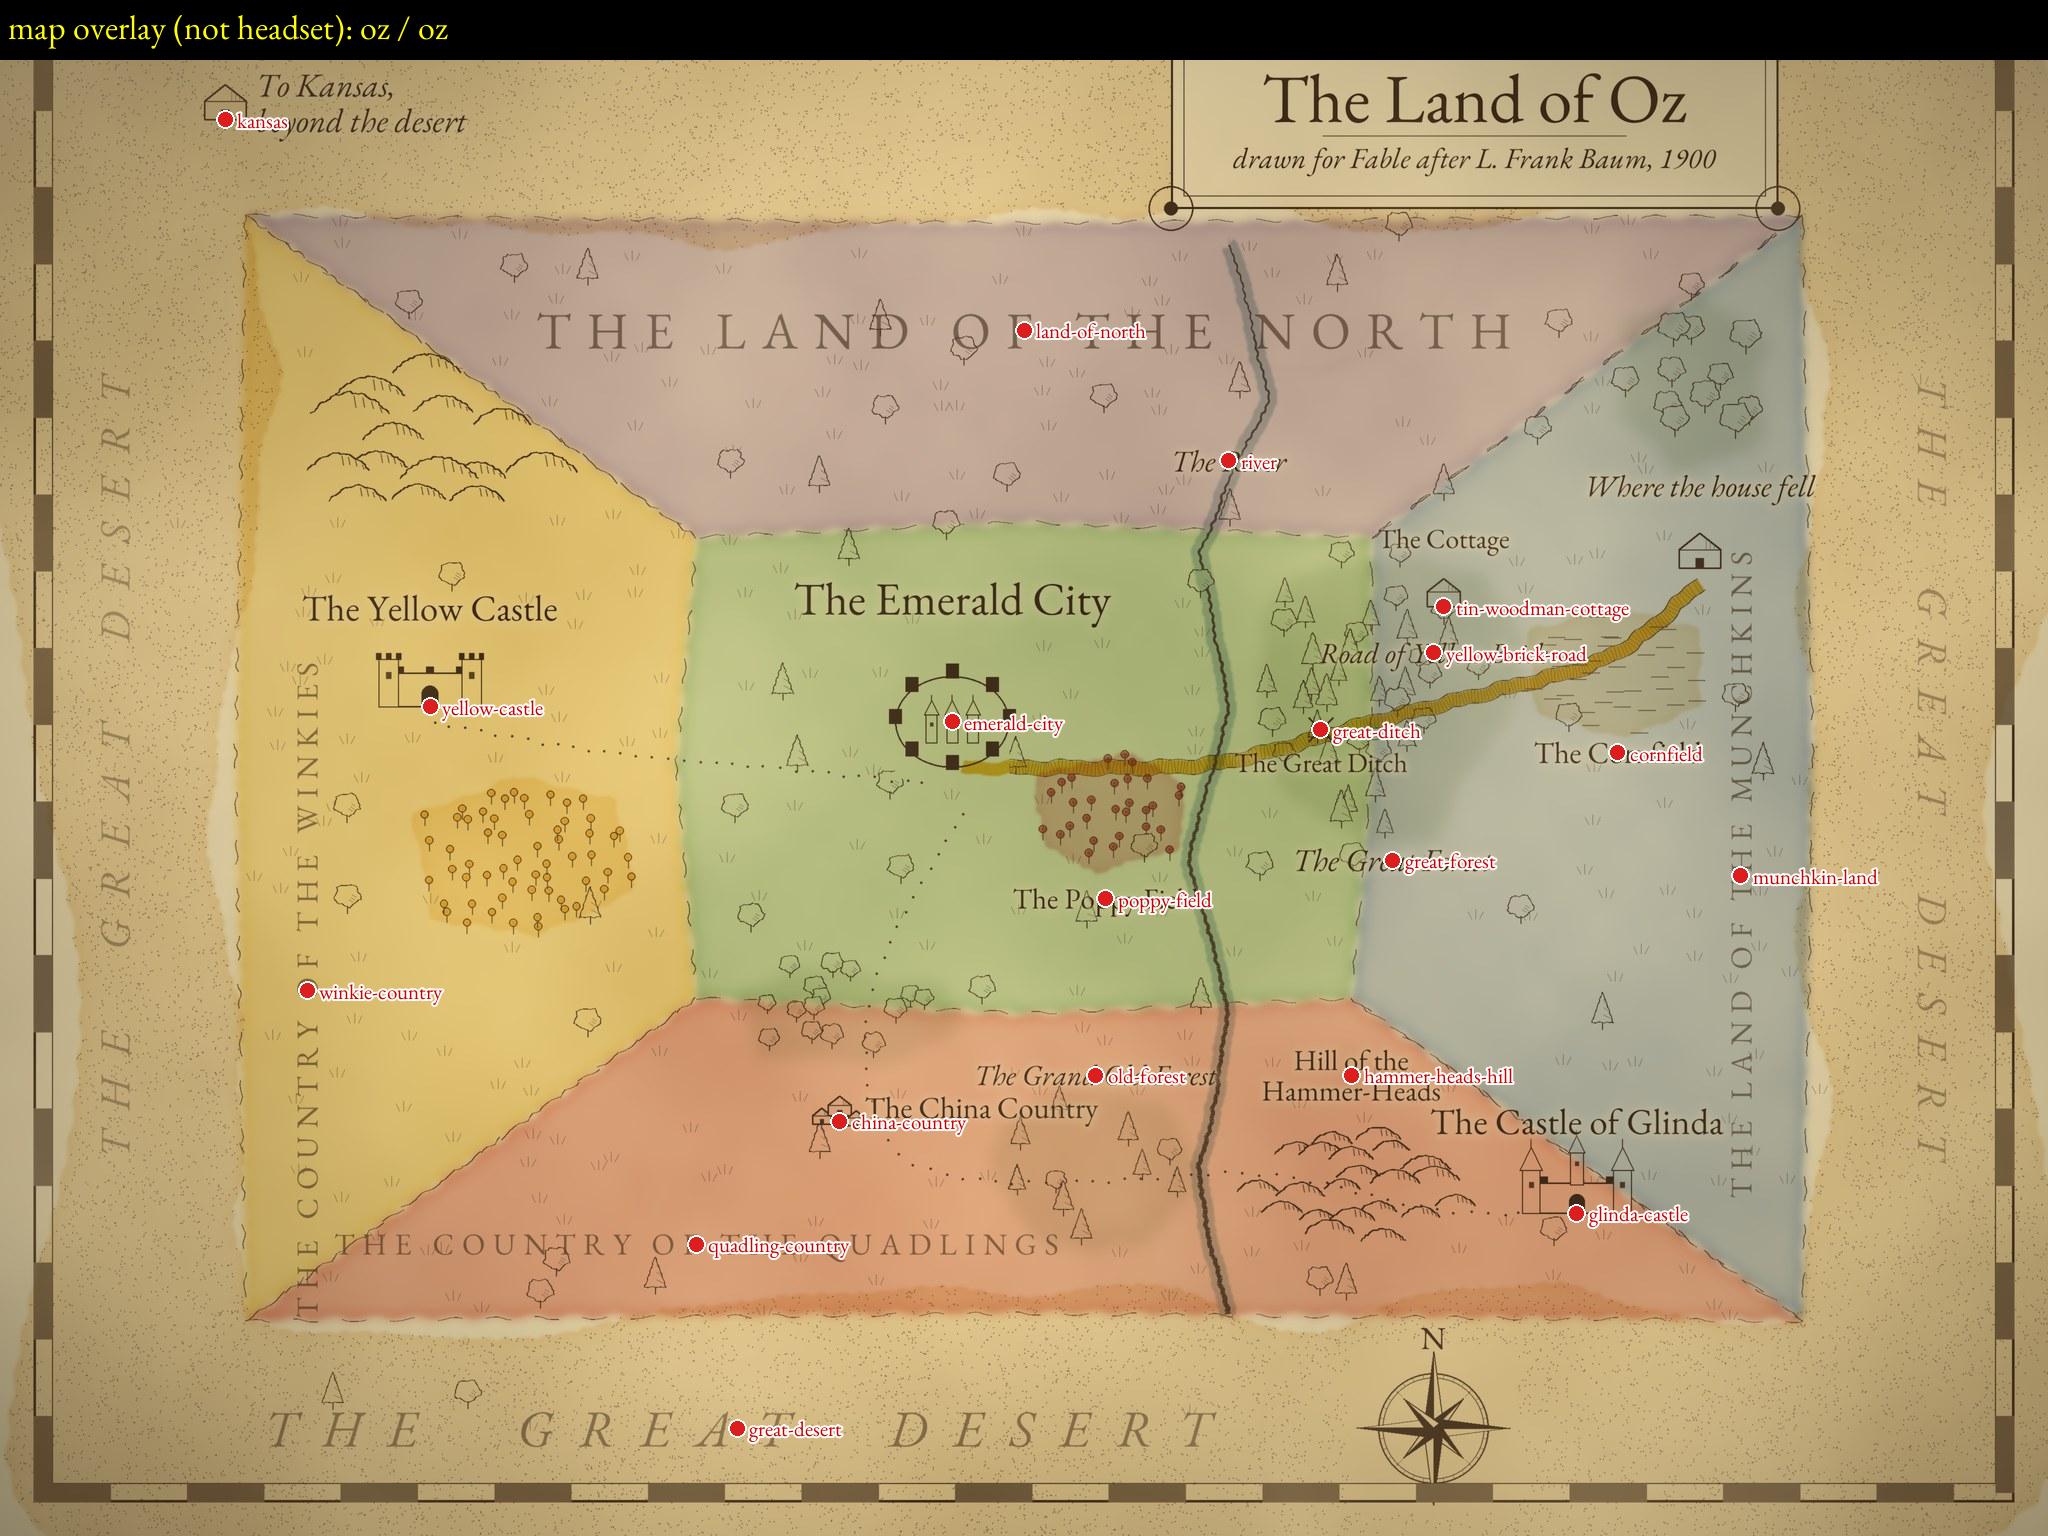 map overlay (not headset): oz / oz
To Kansas,
beyond the desert
kansas
The Land of Oz
drawn for Fable after L. Frank Baum, 1900
THE LAND OF THE NORTH
land-of-north
The River
river
THE GREAT DESERT
THE GREAT DESERT
Where the house fell
The Cottage
tin-woodman-cottage
The Emerald City
The Yellow Castle
Road of Yellow Brick
yellow-brick-road
yellow-castle
emerald-city
great-ditch
The Great Ditch
The Cornfield
cornfield
The Great Forest
great-forest
munchkin-land
THE LAND OF THE MUNCHKINS
The Poppy Field
poppy-field
winkie-country
THE COUNTRY OF THE WINKIES
The Grand Old Forest
old-forest
Hill of the
Hammer-Heads
hammer-heads-hill
The China Country
china-country
The Castle of Glinda
glinda-castle
THE COUNTRY OF THE QUADLINGS
quadling-country
N
THE GREAT DESERT
great-desert